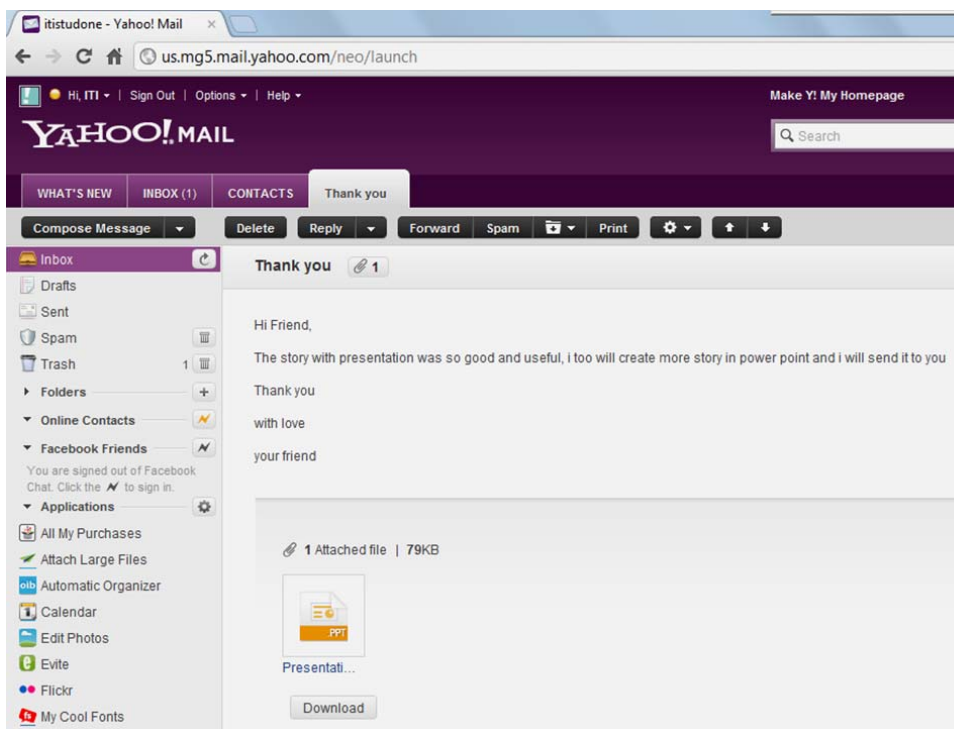 itistudone - Yahoo! Mail
us.mg5.mail.yahoo.com/neo/launch
Hi, ITI | Sign Out | Options | Help
Make Y! My Homepage
YAHOO! MAIL
Search
WHAT'S NEW INBOX (1) CONTACTS Thank you
Compose Message Delete Reply Forward Spam Print
Inbox
Thank you 1
Drafts
Sent
Spam
Trash 1
Folders
Online Contacts
Facebook Friends
You are signed out of Facebook
Chat. Click the to sign in.
Applications
All My Purchases
Attach Large Files
Automatic Organizer
Calendar
Edit Photos
Evite
Flickr
My Cool Fonts
Hi Friend,
The story with presentation was so good and useful, i too will create more story in power point and i will send it to you
Thank you
with love
your friend
1 Attached file | 79KB
PPT
Presentati...
Download